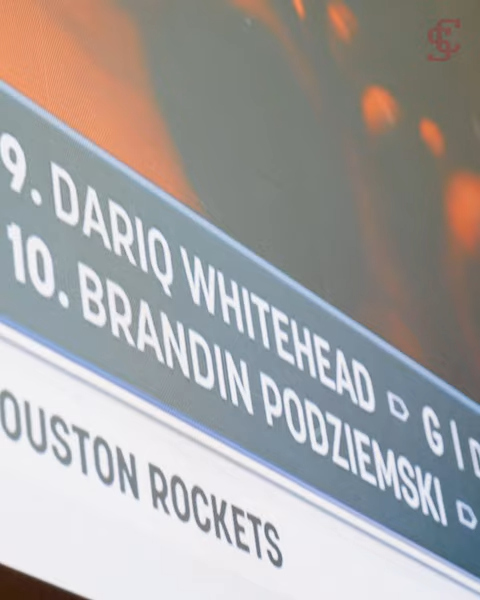 9. DARIQ WHITEHEAD G |
10. BRANDIN PODZIEMSKI
OUSTON ROCKETS